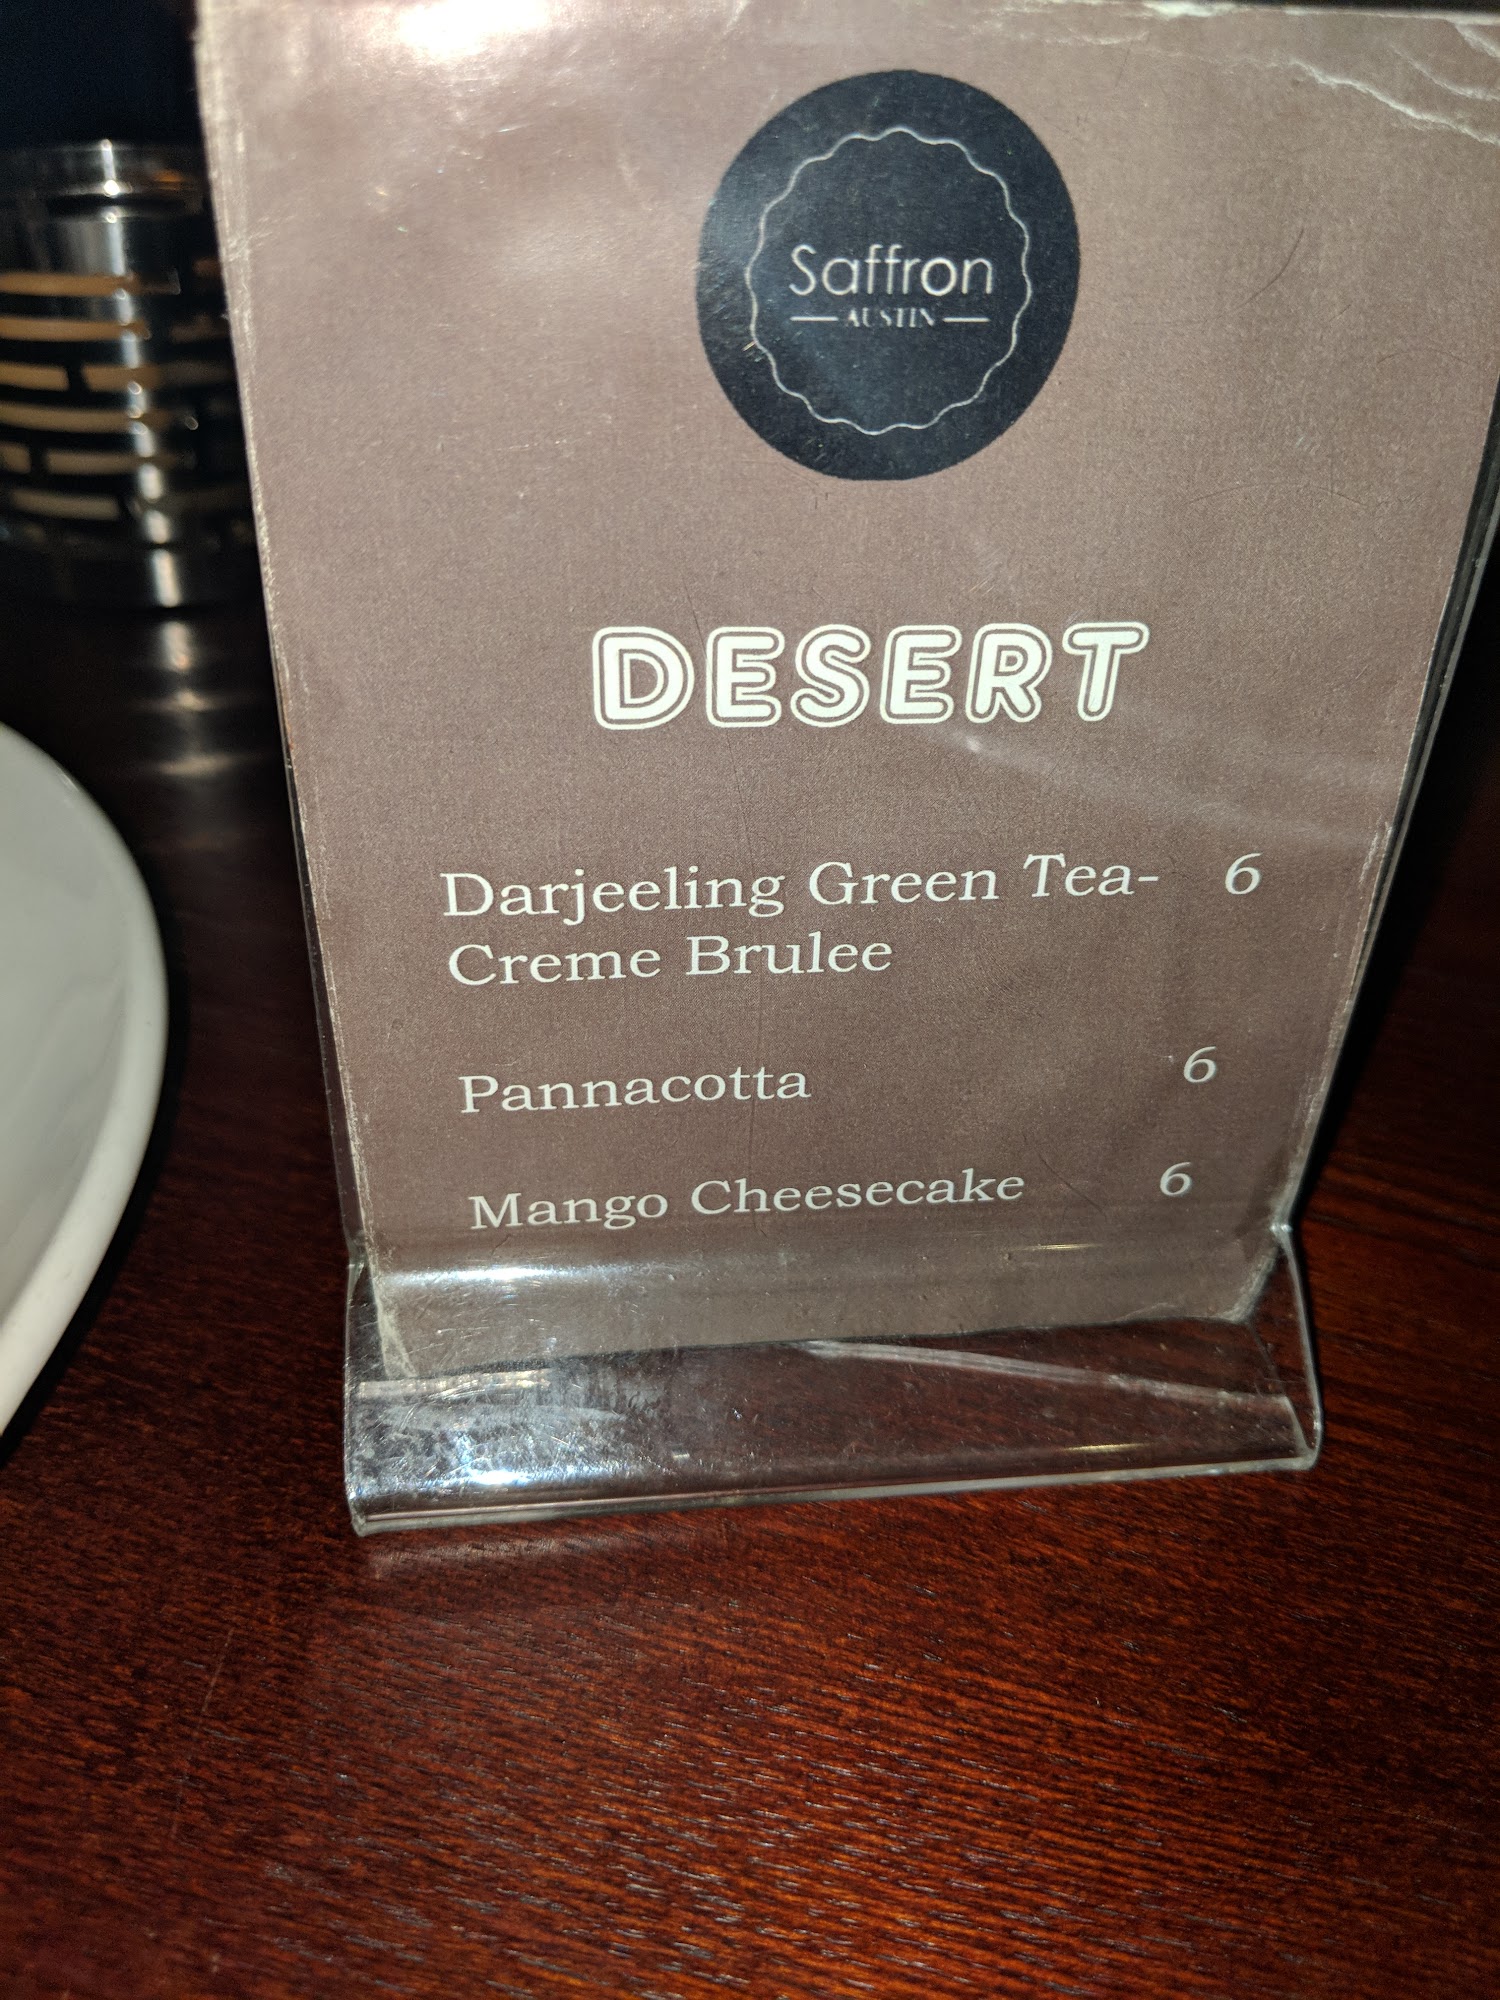 Saffron
AUSTIN
DESERT
Darjeeling Green Tea- 6
Creme Brulee
Pannacotta 6
Mango Cheesecake 6